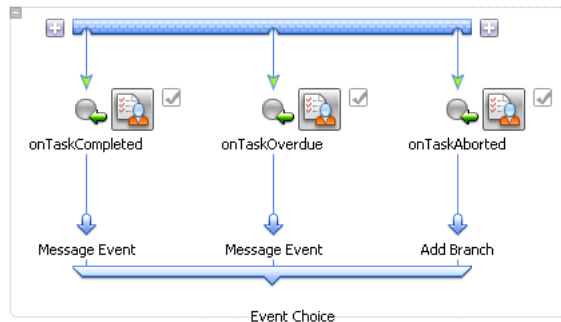 onTaskCompleted
onTaskOverdue
onTaskAborted
Message Event
Message Event
Add Branch
Event Choice